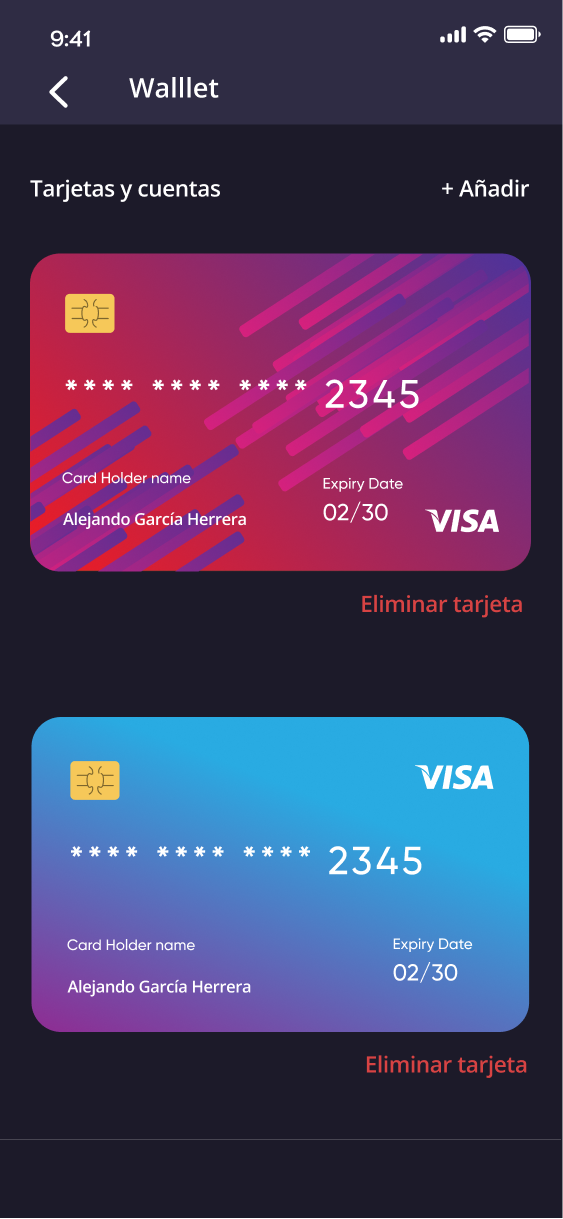 9:41
Walllet
Tarjetas y cuentas + Añadir
**** **** **** 2345
Card Holder name Expiry Date
Alejando García Herrera 02/30 VISA
Eliminar tarjeta
VISA
**** **** **** 2345
Card Holder name Expiry Date
Alejando García Herrera 02/30
Eliminar tarjeta